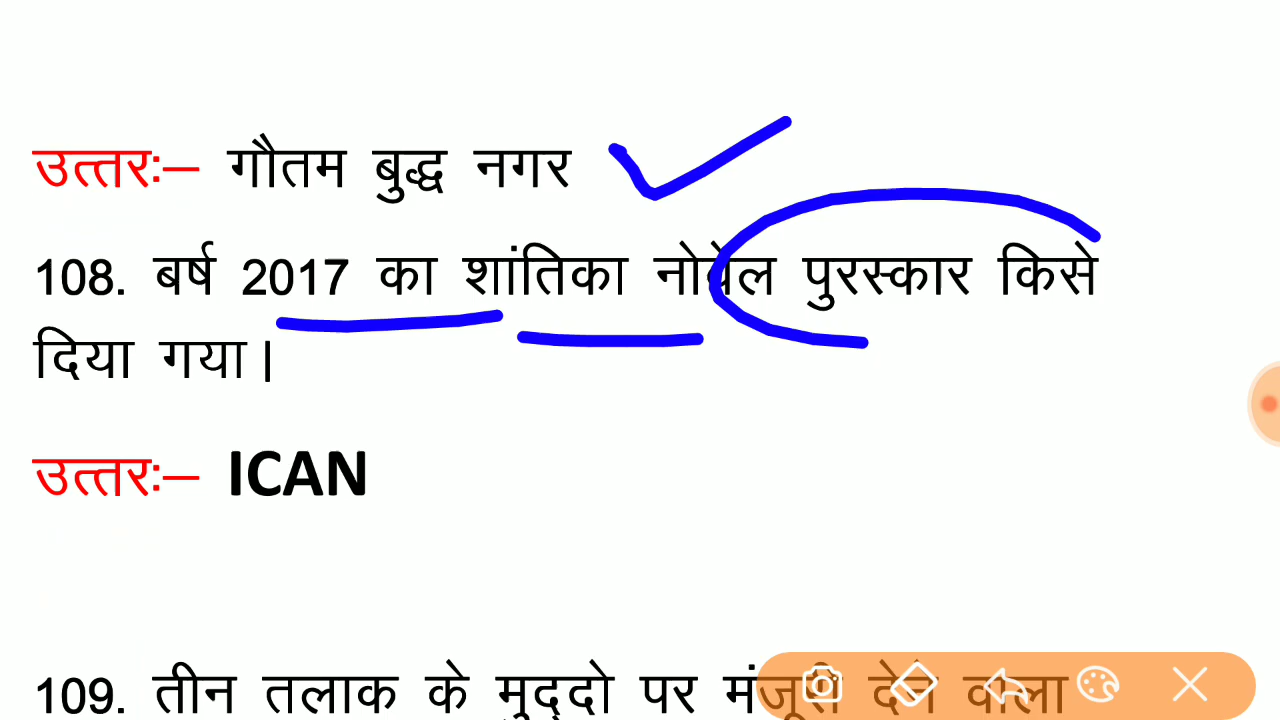 उत्तरः– गौतम बुद्ध नगर
108. बर्ष 2017 का शांतिका नोवेल पुरस्कार किसे
दिया गया।
उत्तरः– ICAN
109. तीन तलाक के मुद्दो पर मंजूरी देने वाला